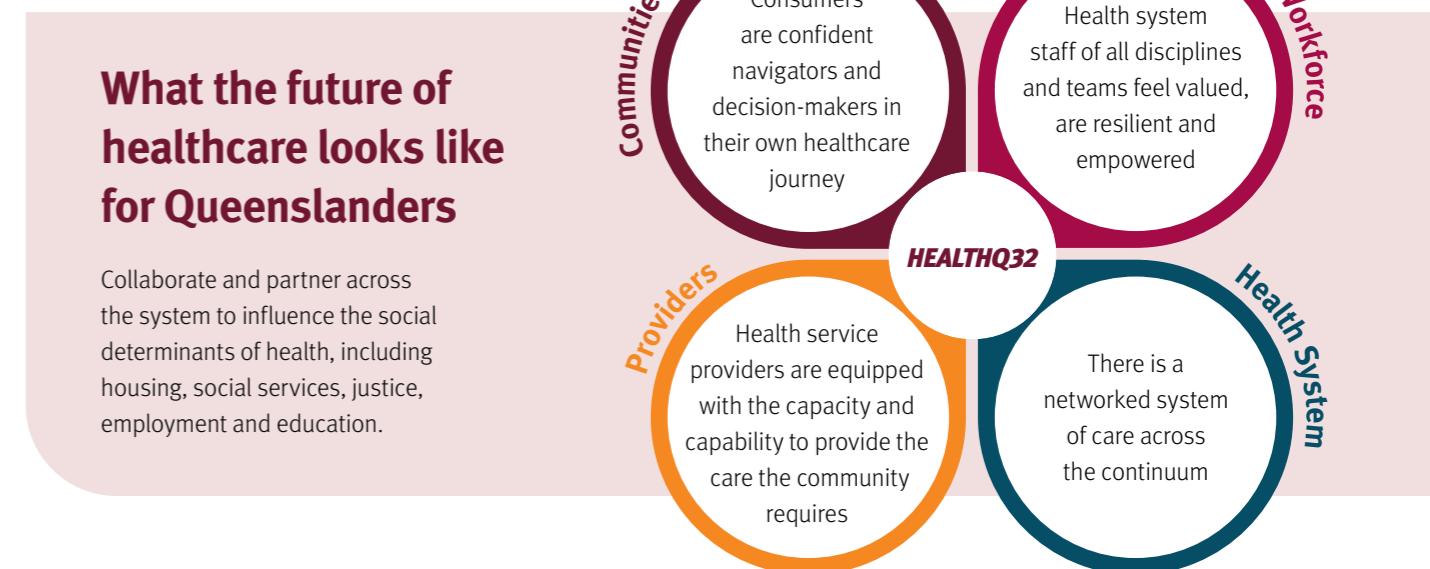 What the future of
healthcare looks like
for Queenslanders
Collaborate and partner across
the system to influence the social
determinants of health, including
housing, social services, justice,
employment and education.
Communitie
Consumers
are confident
navigators and
decision-makers in
their own healthcare
journey
Workforce
Health system
staff of all disciplines
and teams feel valued,
are resilient and
empowered
HEALTHQ32
Providers
Health service
providers are equipped
with the capacity and
capability to provide the
care the community
requires
Health System
There is a
networked system
of care across
the continuum